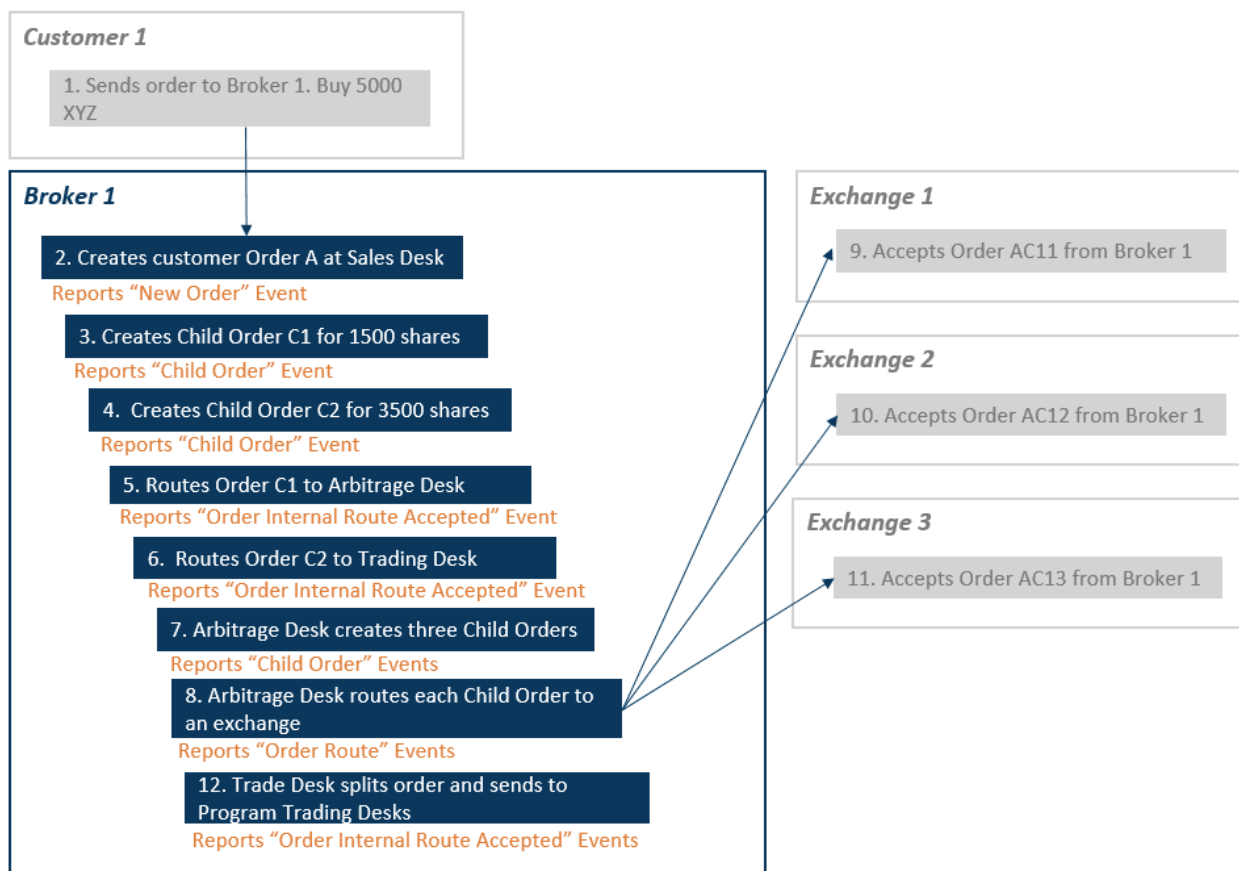 Customer 1
1. Sends order to Broker 1. Buy 5000
XYZ
Broker 1
2. Creates customer Order A at Sales Desk
Reports “New Order” Event
3. Creates Child Order C1 for 1500 shares
Reports “Child Order” Event
4. Creates Child Order C2 for 3500 shares
Reports “Child Order” Event
5. Routes Order C1 to Arbitrage Desk
Reports “Order Internal Route Accepted” Event
6. Routes Order C2 to Trading Desk
Reports “Order Internal Route Accepted” Event
7. Arbitrage Desk creates three Child Orders
Reports “Child Order” Events
8. Arbitrage Desk routes each Child Order to
an exchange
Reports “Order Route” Events
12. Trade Desk splits order and sends to
Program Trading Desks
Reports “Order Internal Route Accepted” Events
Exchange 1
9. Accepts Order AC11 from Broker 1
Exchange 2
10. Accepts Order AC12 from Broker 1
Exchange 3
11. Accepts Order AC13 from Broker 1